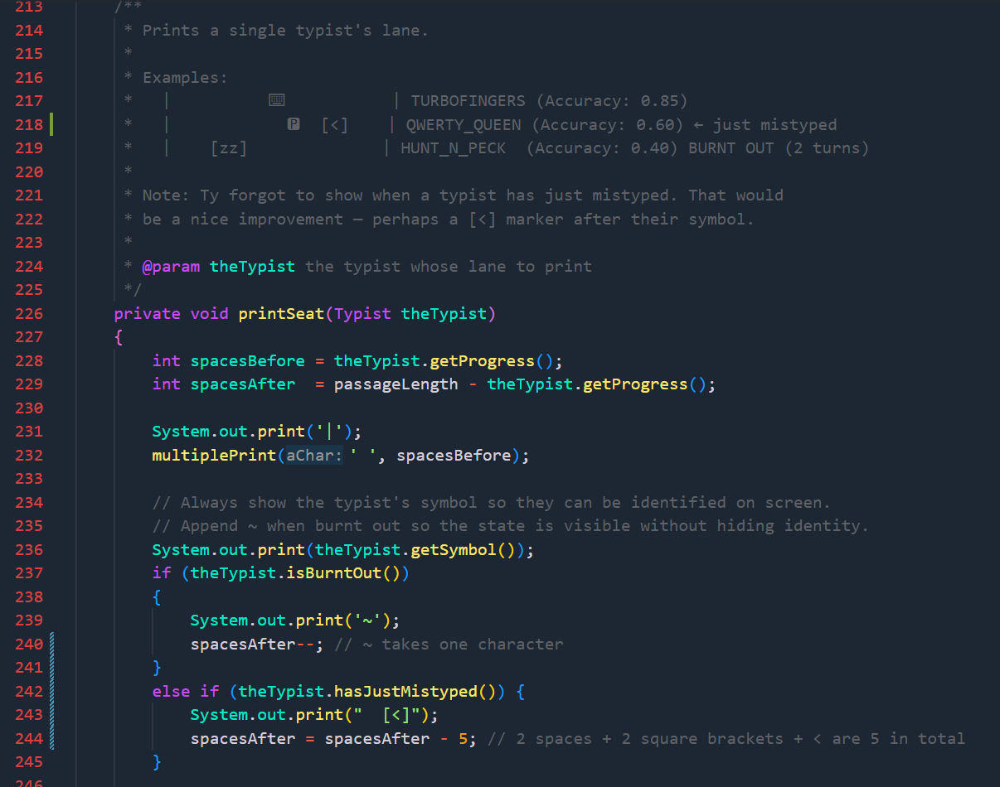 213 /**
214 * Prints a single typist's lane.
215 *
216 * Examples:
217 * | ⌨ | TURBOFINGERS (Accuracy: 0.85)
218 * | 🅿 [<] | QWERTY_QUEEN (Accuracy: 0.60) ← just mistyped
219 * | [zz] | HUNT_N_PECK (Accuracy: 0.40) BURNT OUT (2 turns)
220 *
221 * Note: Ty forgot to show when a typist has just mistyped. That would
222 * be a nice improvement — perhaps a [<] marker after their symbol.
223 *
224 * @param theTypist the typist whose lane to print
225 */
226 private void printSeat(Typist theTypist)
227 {
228 int spacesBefore = theTypist.getProgress();
229 int spacesAfter  = passageLength - theTypist.getProgress();
230
231 System.out.print('|');
232 multiplePrint(aChar: ' ', spacesBefore);
233
234 // Always show the typist's symbol so they can be identified on screen.
235 // Append ~ when burnt out so the state is visible without hiding identity.
236 System.out.print(theTypist.getSymbol());
237 if (theTypist.isBurntOut())
238 {
239 System.out.print('~');
240 spacesAfter--; // ~ takes one character
241 }
242 else if (theTypist.hasJustMistyped()) {
243 System.out.print("  [<]");
244 spacesAfter = spacesAfter - 5; // 2 spaces + 2 square brackets + < are 5 in total
245 }
246